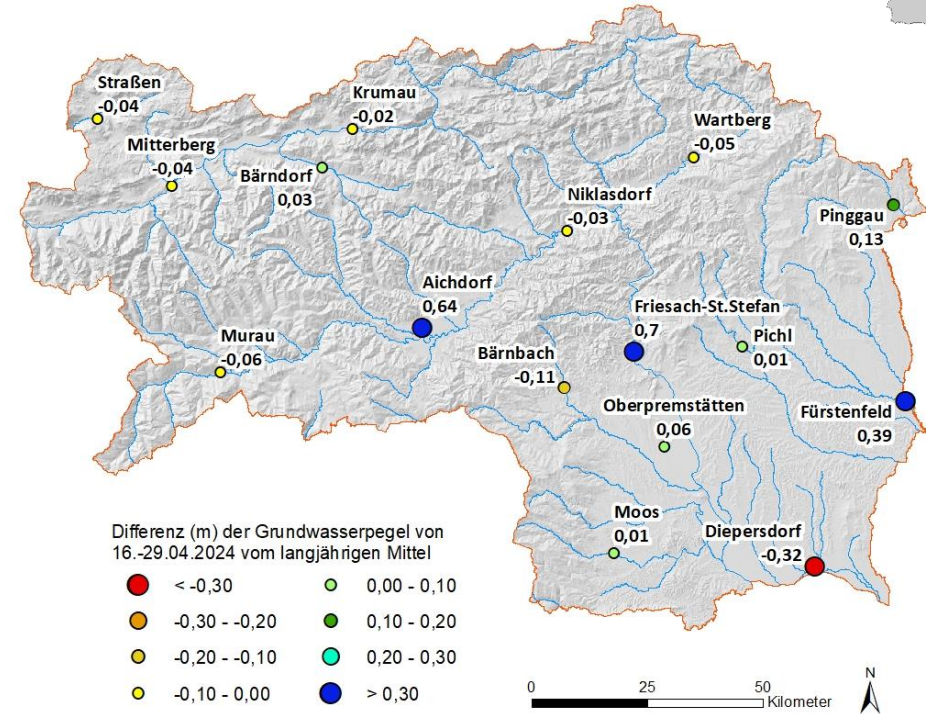 Straßen
-0,04
Krumau
-0,02
Wartberg
-0,05
Mitterberg
-0,04
Bärndorf
0,03
Niklasdorf
-0,03
Pinggau
0,13
Aichdorf
0,64
Friesach-St.Stefan
0,7
Pichl
0,01
Murau
-0,06
Bärnbach
-0,11
Oberpremstätten
0,06
Fürstenfeld
0,39
Moos
0,01
Diepersdorf
-0,32
Differenz (m) der Grundwasserpegel von
16.-29.04.2024 vom langjährigen Mittel
< -0,30
-0,30 - -0,20
-0,20 - -0,10
-0,10 - 0,00
0,00 - 0,10
0,10 - 0,20
0,20 - 0,30
> 0,30
0 25 50
Kilometer
N